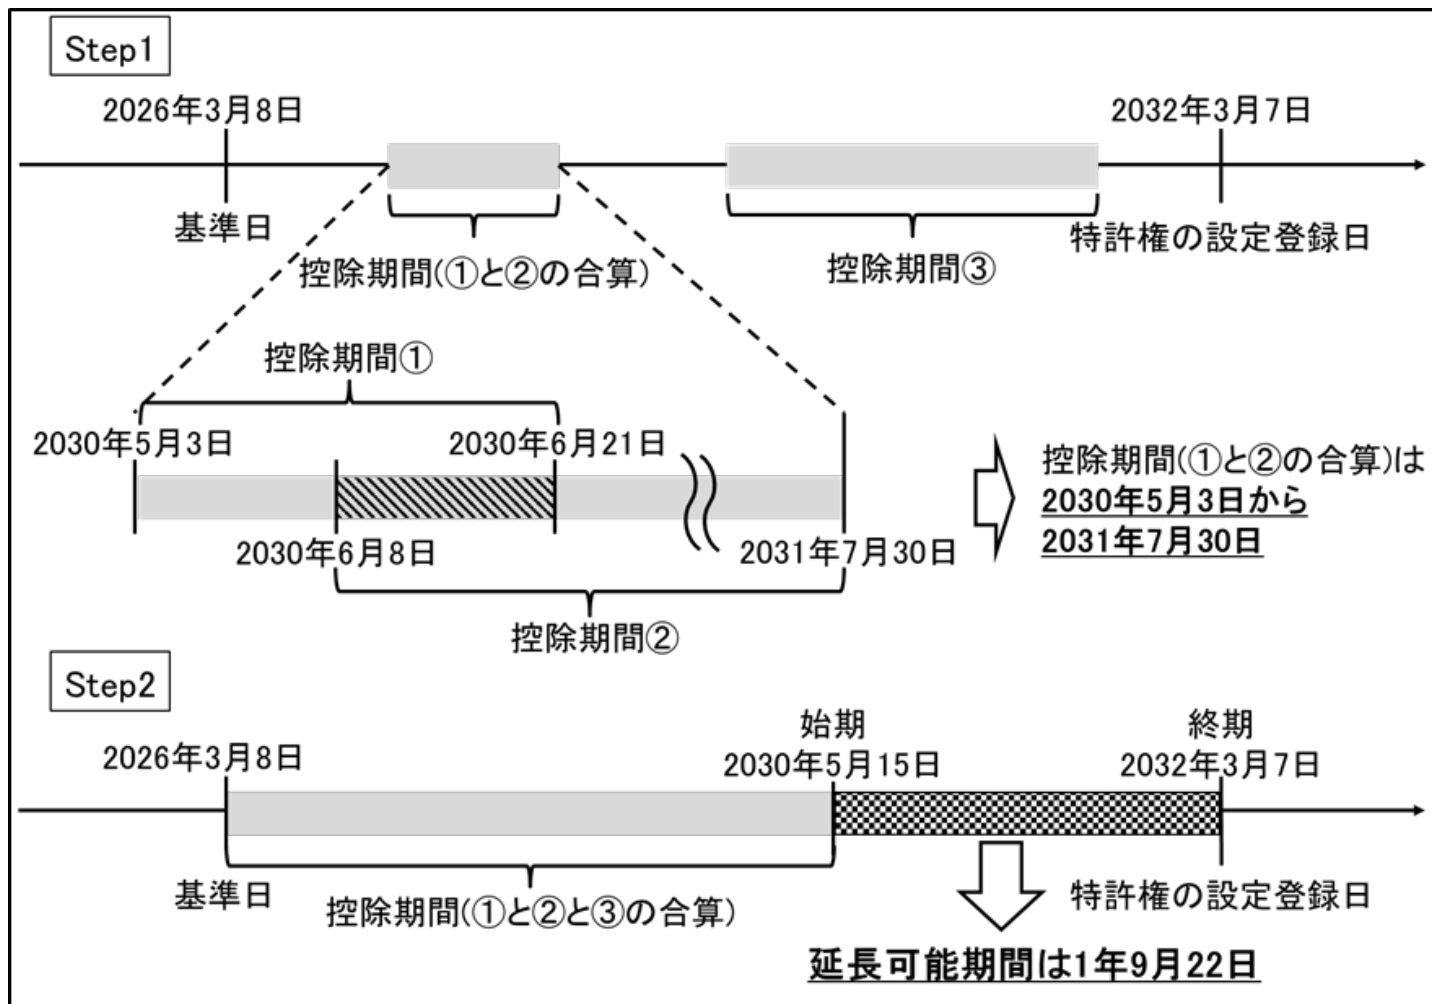 Step1
2026年3月8日
2032年3月7日
基準日
特許権の設定登録日
控除期間(①と②の合算)
控除期間③
控除期間①
2030年5月3日
2030年6月21日
控除期間(①と②の合算)は
2030年5月3日から
2031年7月30日
2030年6月8日
2031年7月30日
控除期間②
Step2
始期
終期
2026年3月8日
2030年5月15日
2032年3月7日
基準日
控除期間(①と②と③の合算)
特許権の設定登録日
延長可能期間は1年9月22日